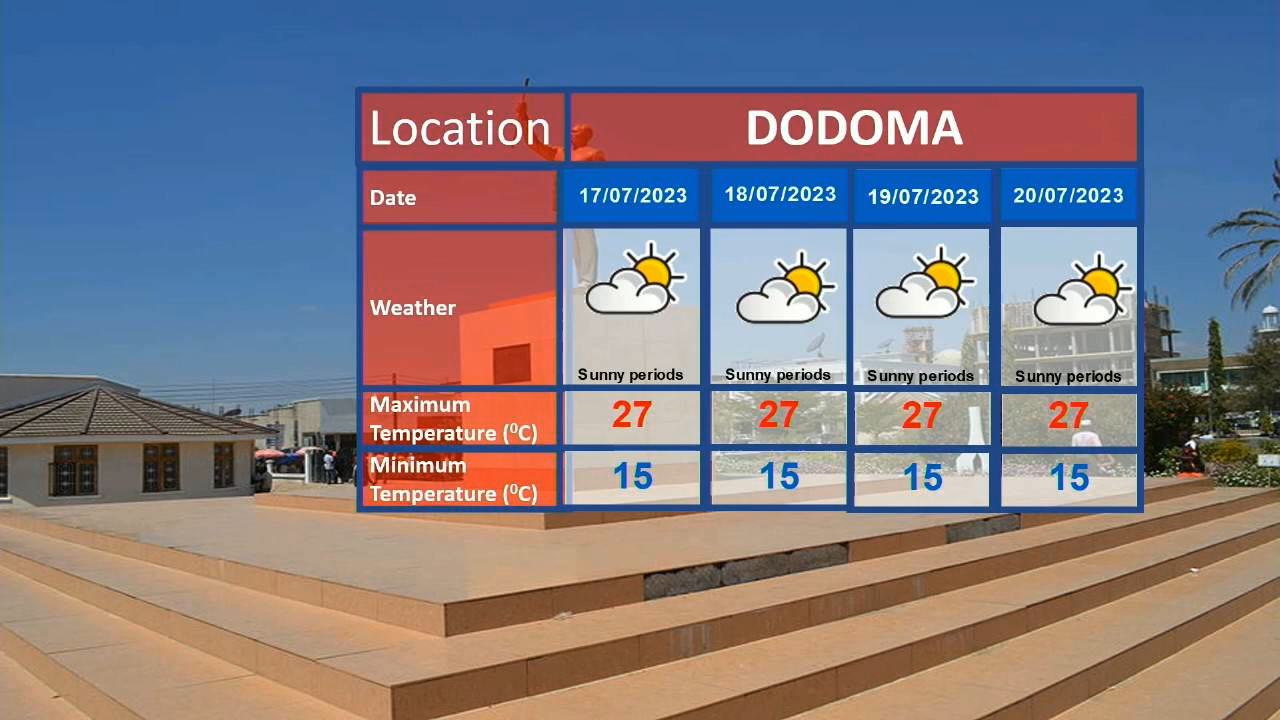 Location DODOMA
Date 17/07/2023 18/07/2023 19/07/2023 20/07/2023
Weather
Sunny periods Sunny periods Sunny periods Sunny periods
Maximum
Temperature (⁰C) 27 27 27 27
Minimum
Temperature (⁰C) 15 15 15 15